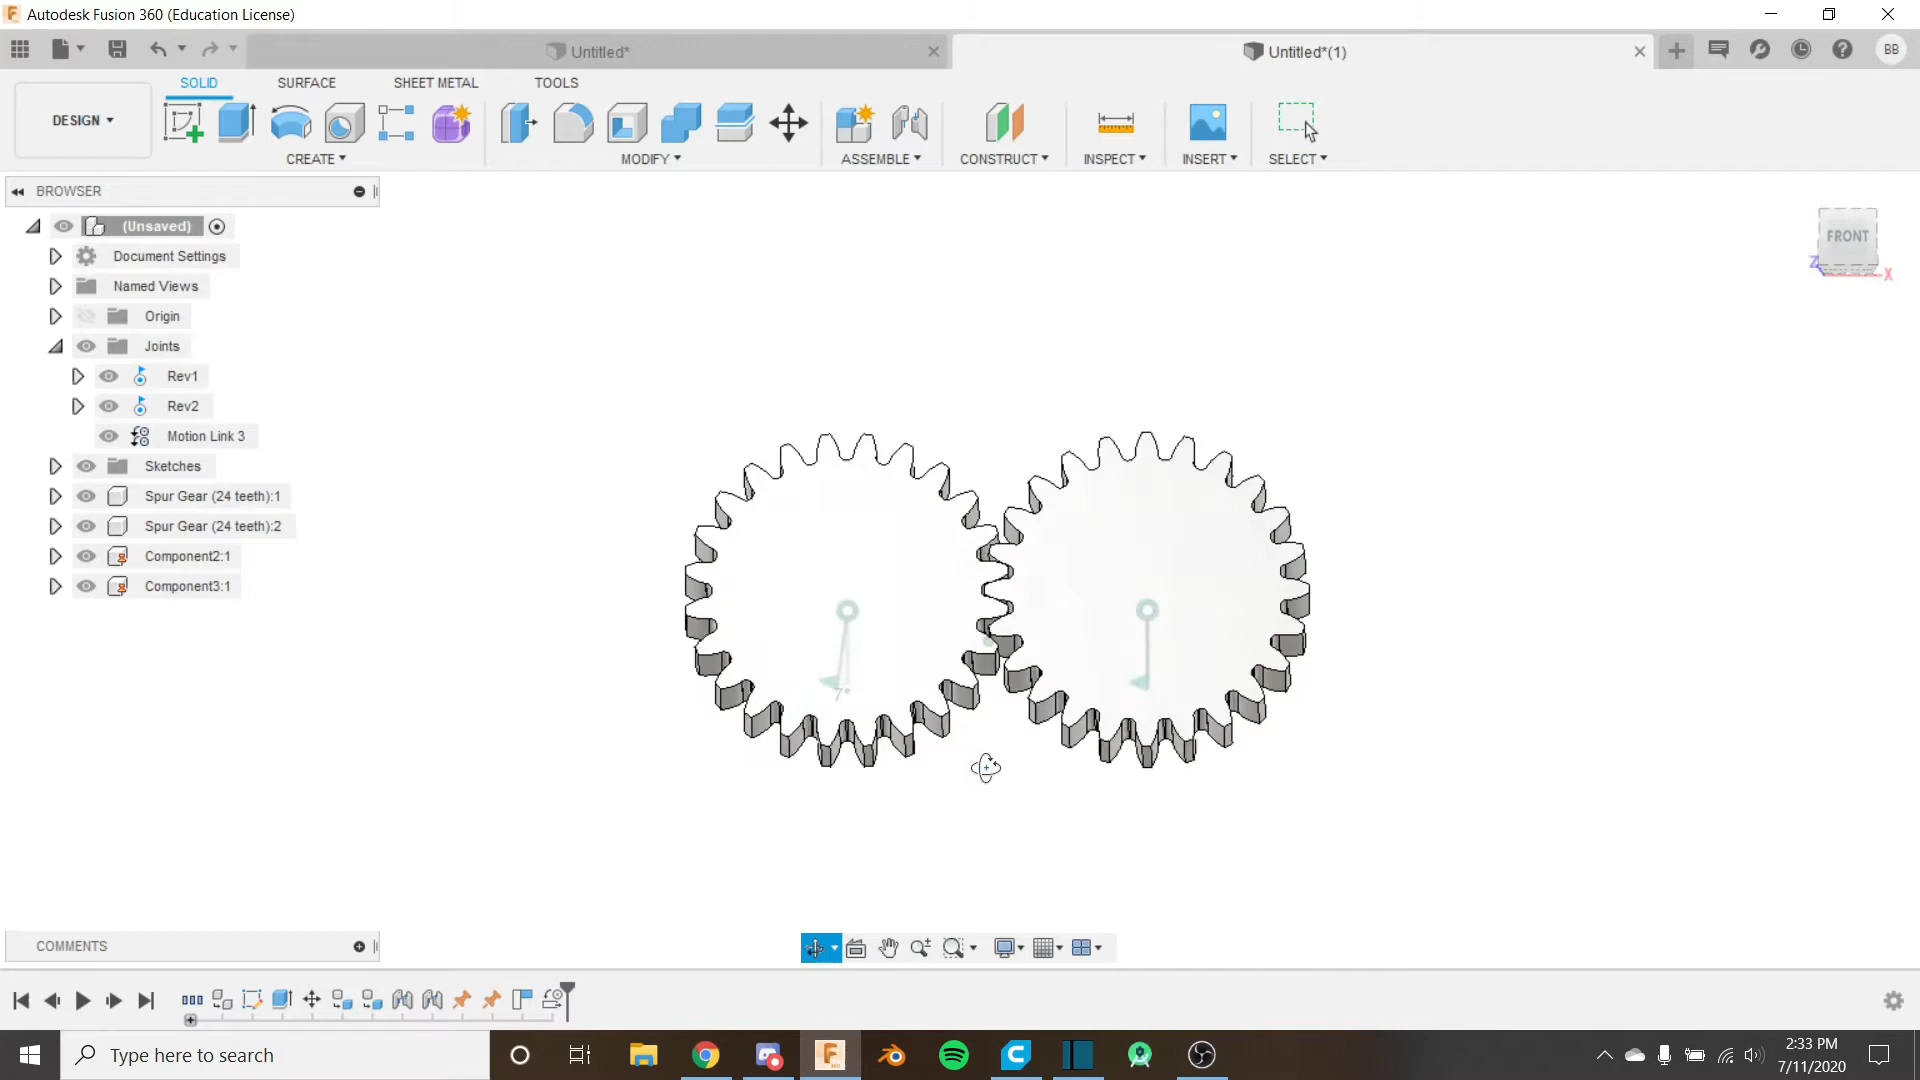 Autodesk Fusion 360 (Education License)
Untitled*
Untitled*(1)
BB
SOLID
SURFACE
SHEET METAL
TOOLS
DESIGN
CREATE
MODIFY
ASSEMBLE
CONSTRUCT
INSPECT
INSERT
SELECT
BROWSER
(Unsaved)
Document Settings
Named Views
Origin
Joints
Rev1
Rev2
Motion Link 3
Sketches
Spur Gear (24 teeth):1
Spur Gear (24 teeth):2
Component2:1
Component3:1
FRONT
Z
X
7°
COMMENTS
Type here to search
2:33 PM
7/11/2020